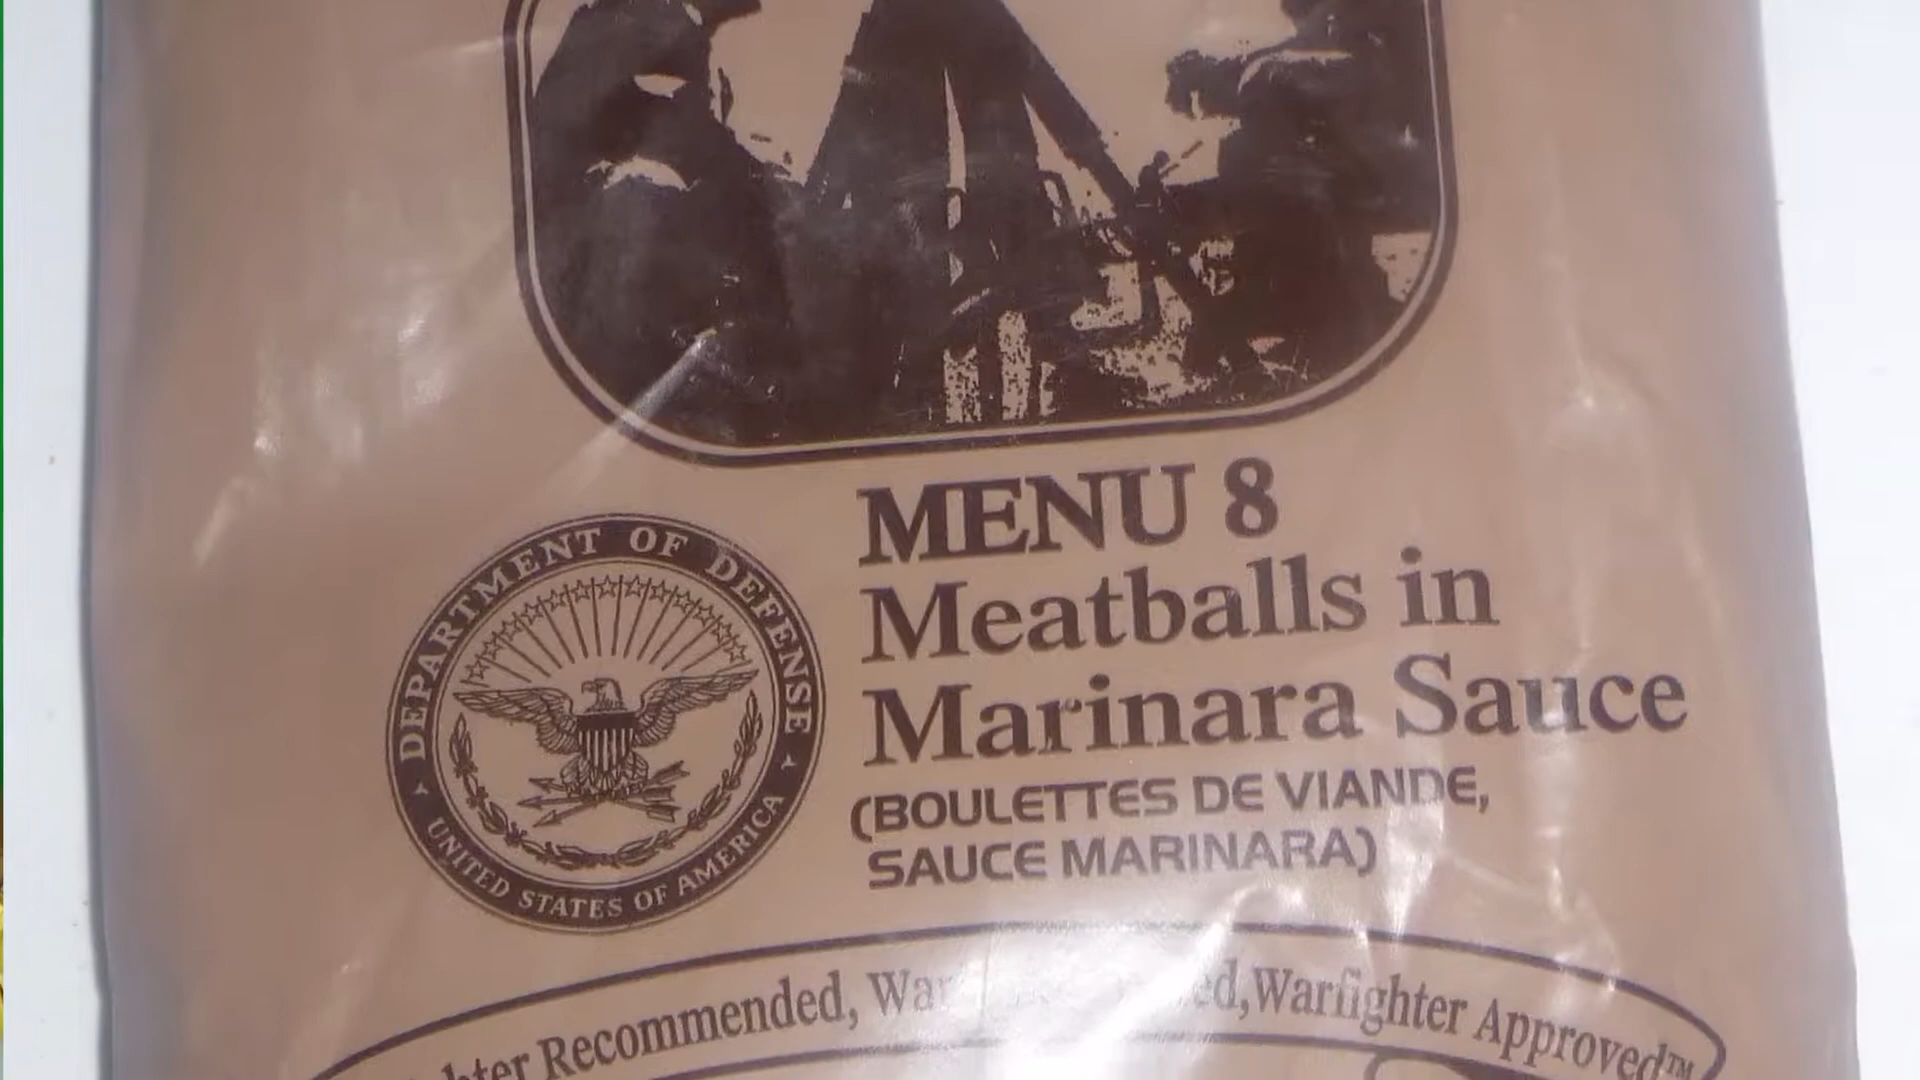 MENU 8
Meatballs in
Marinara Sauce
(BOULETTES DE VIANDE,
SAUCE MARINARA)
DEPARTMENT OF DEFENSE
UNITED STATES OF AMERICA
Recommended, Warfighter Approved™